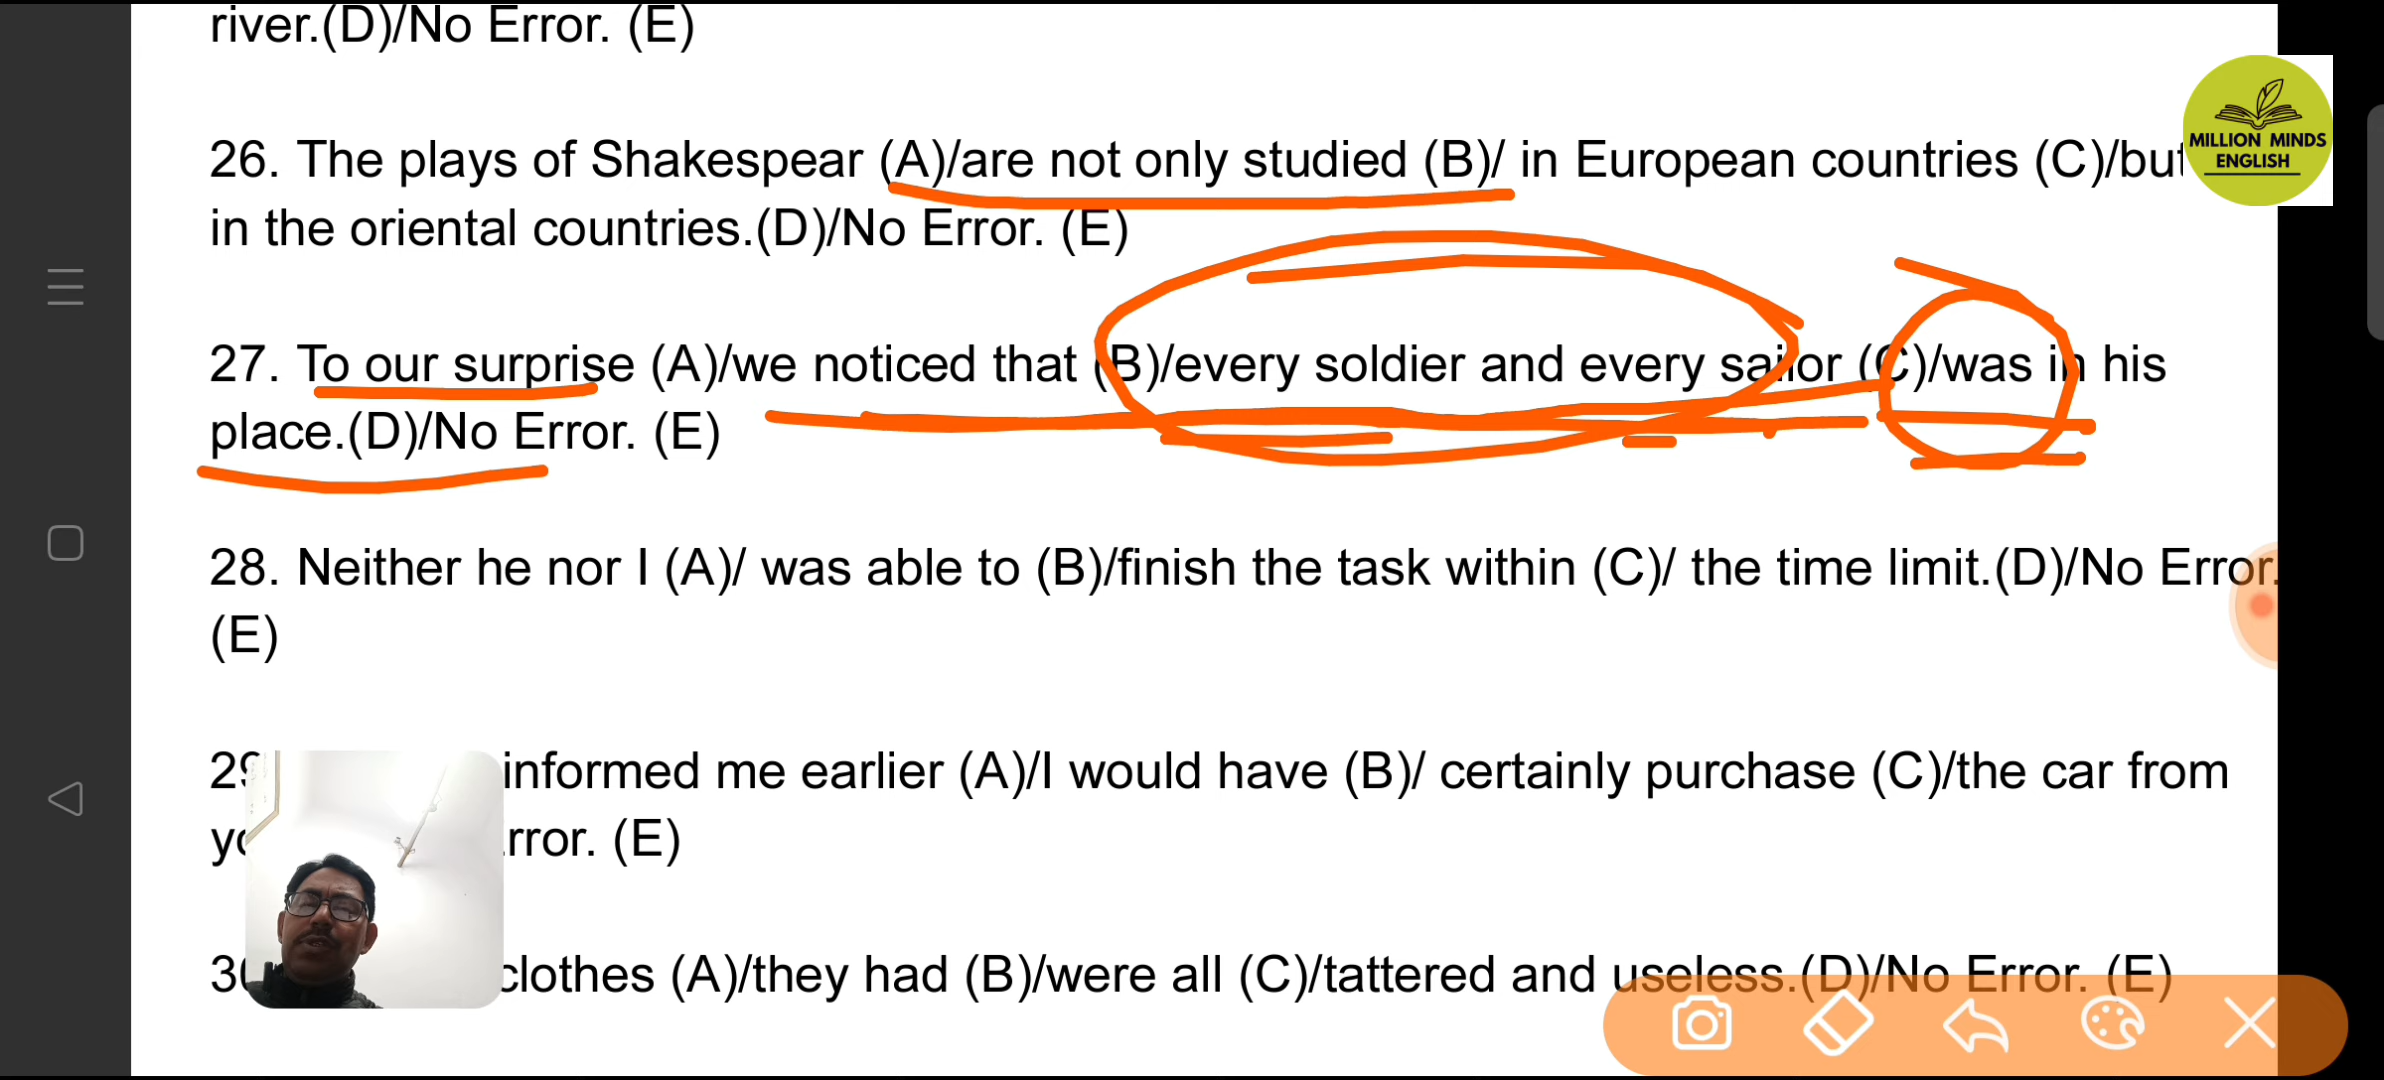 river.(D)/No Error. (E)
26. The plays of Shakespear (A)/are not only studied (B)/ in European countries (C)/but
MILLION MINDS
ENGLISH
in the oriental countries.(D)/No Error. (E)
27. To our surprise (A)/we noticed that (B)/every soldier and every sailor (C)/was in his
place.(D)/No Error. (E)
28. Neither he nor I (A)/ was able to (B)/finish the task within (C)/ the time limit.(D)/No Error.
(E)
informed me earlier (A)/I would have (B)/ certainly purchase (C)/the car from
(E)
clothes (A)/they had (B)/were all (C)/tattered and useless.(D)/No Error. (E)